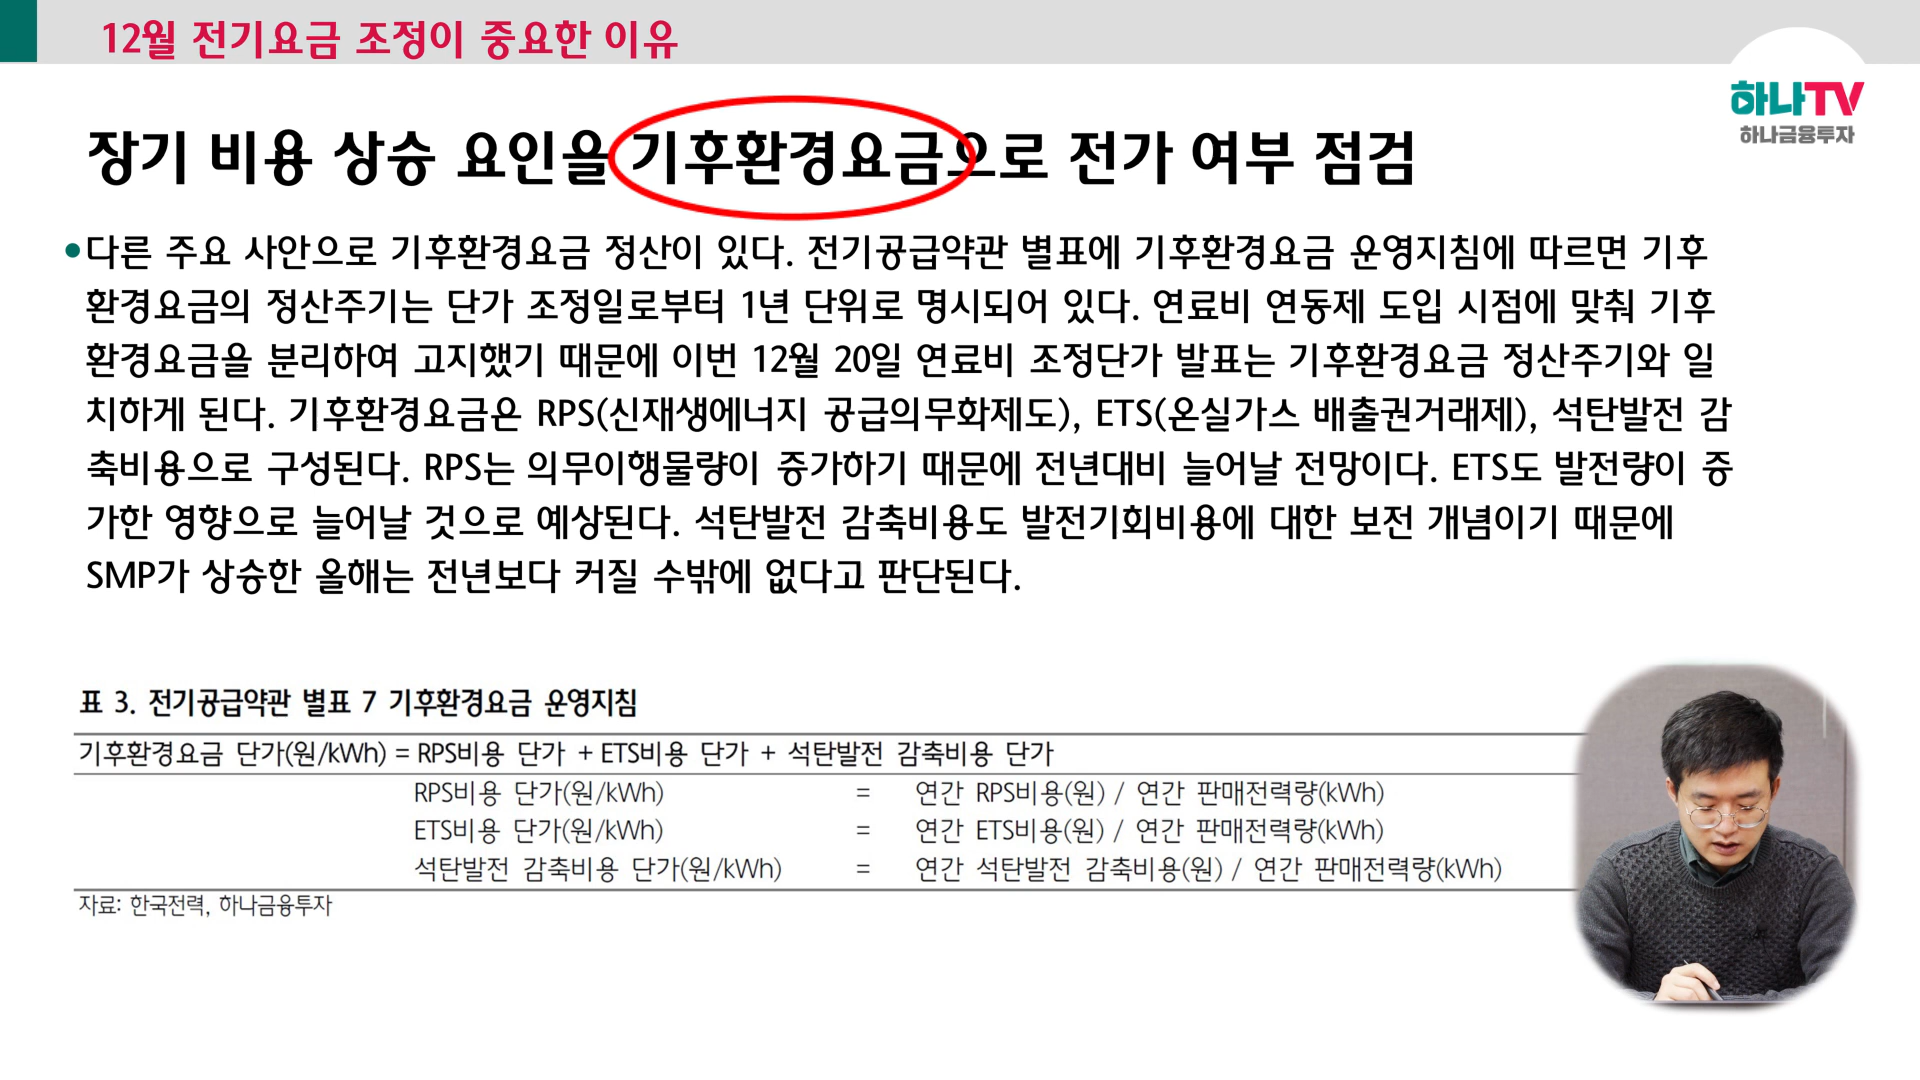 12월 전기요금 조정이 중요한 이유
하나TV
하나금융투자
장기 비용 상승 요인을 기후환경요금으로 전가 여부 점검
•다른 주요 사안으로 기후환경요금 정산이 있다. 전기공급약관 별표에 기후환경요금 운영지침에 따르면 기후
환경요금의 정산주기는 단가 조정일로부터 1년 단위로 명시되어 있다. 연료비 연동제 도입 시점에 맞춰 기후
환경요금을 분리하여 고지했기 때문에 이번 12월 20일 연료비 조정단가 발표는 기후환경요금 정산주기와 일
치하게 된다. 기후환경요금은 RPS(신재생에너지 공급의무화제도), ETS(온실가스 배출권거래제), 석탄발전 감
축비용으로 구성된다. RPS는 의무이행물량이 증가하기 때문에 전년대비 늘어날 전망이다. ETS도 발전량이 증
가한 영향으로 늘어날 것으로 예상된다. 석탄발전 감축비용도 발전기회비용에 대한 보전 개념이기 때문에
SMP가 상승한 올해는 전년보다 커질 수밖에 없다고 판단된다.
표 3. 전기공급약관 별표 7 기후환경요금 운영지침
기후환경요금 단가(원/kWh) = RPS비용 단가 + ETS비용 단가 + 석탄발전 감축비용 단가
RPS비용 단가(원/kWh) = 연간 RPS비용(원) / 연간 판매전력량(kWh)
ETS비용 단가(원/kWh) = 연간 ETS비용(원) / 연간 판매전력량(kWh)
석탄발전 감축비용 단가(원/kWh) = 연간 석탄발전 감축비용(원) / 연간 판매전력량(kWh)
자료: 한국전력, 하나금융투자